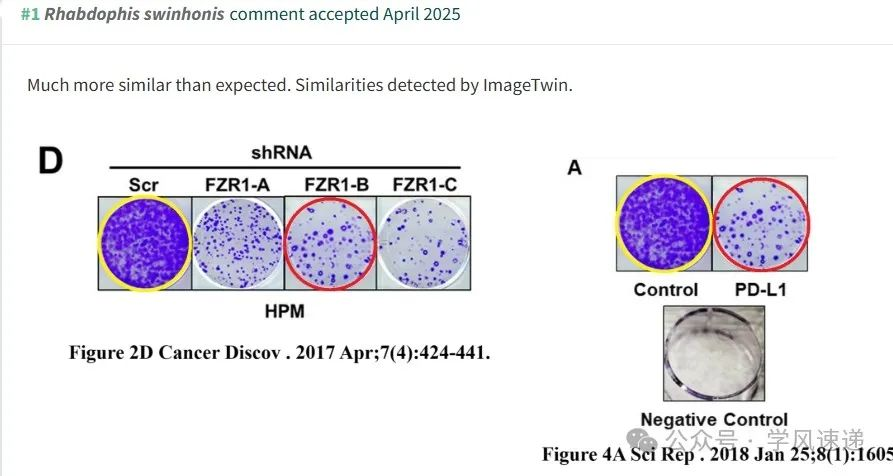 #1 Rhabdophis swinhonis comment accepted April 2025
Much more similar than expected. Similarities detected by ImageTwin.
D
shRNA
Scr FZR1-A FZR1-B FZR1-C
HPM
Figure 2D Cancer Discov . 2017 Apr;7(4):424-441.
A
Control PD-L1
Negative Control
公众号 · 学风速递
Figure 4A Sci Rep . 2018 Jan 25;8(1):1605